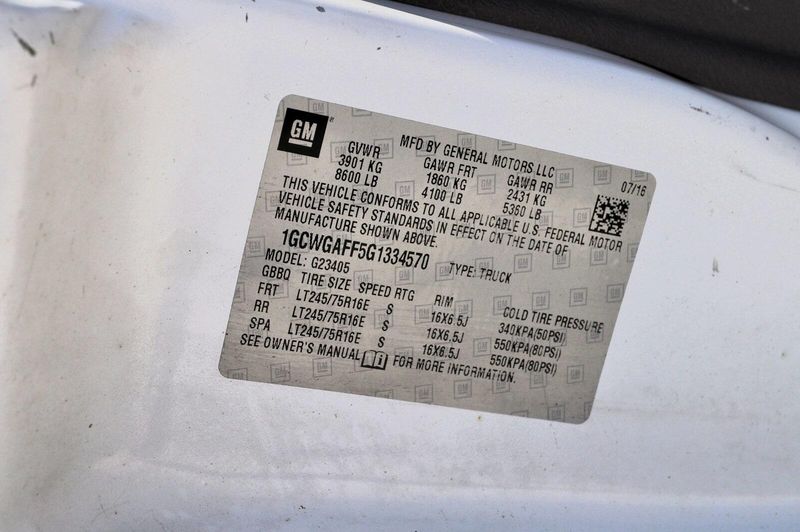 GM
MFD BY GENERAL MOTORS LLC
07/16
GVWR GAWR FRT GAWR RR
3901 KG 1860 KG 2431 KG
8600 LB 4100 LB 5360 LB
THIS VEHICLE CONFORMS TO ALL APPLICABLE U.S. FEDERAL MOTOR
VEHICLE SAFETY STANDARDS IN EFFECT ON THE DATE OF
MANUFACTURE SHOWN ABOVE.
1GCWGAFF5G1334570 TYPE: TRUCK
MODEL: G23405
GBBQ TIRE SIZE SPEED RTG RIM COLD TIRE PRESSURE
FRT LT245/75R16E S 16X6.5J 340KPA(50PSI)
RR LT245/75R16E S 16X6.5J 550KPA(80PSI)
SPA LT245/75R16E S 16X6.5J 550KPA(80PSI)
SEE OWNER'S MANUAL FOR MORE INFORMATION.